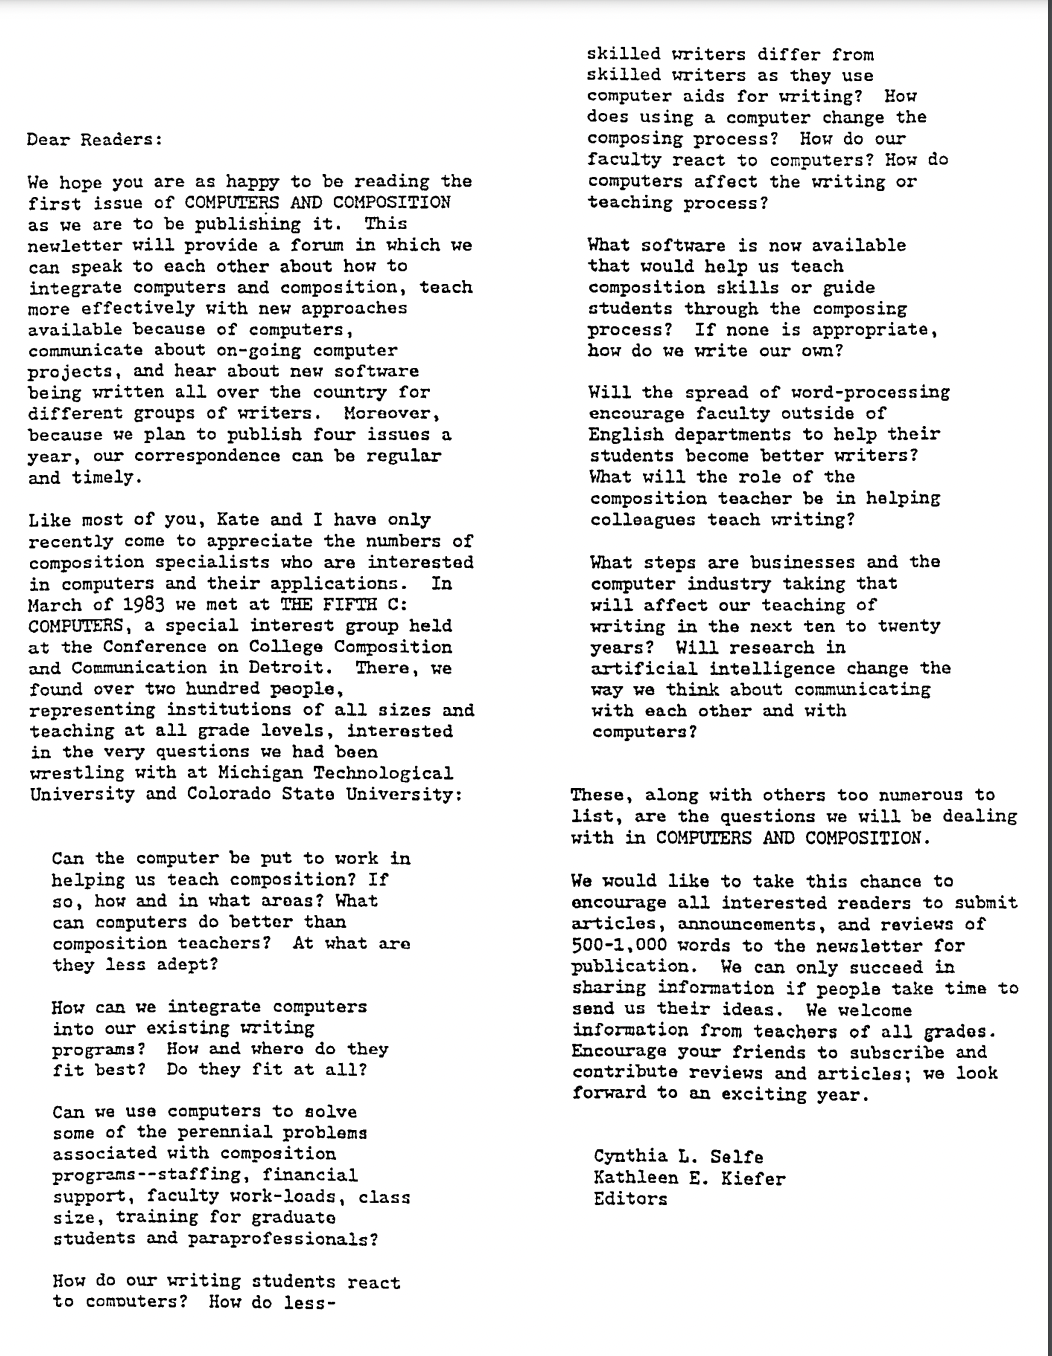 Dear Readers:
We hope you are as happy to be reading the
first issue of COMPUTERS AND COMPOSITION
as we are to be publishing it.  This
newletter will provide a forum in which we
can speak to each other about how to
integrate computers and composition, teach
more effectively with new approaches
available because of computers,
communicate about on-going computer
projects, and hear about new software
being written all over the country for
different groups of writers.  Moreover,
because we plan to publish four issues a
year, our correspondence can be regular
and timely.
Like most of you, Kate and I have only
recently come to appreciate the numbers of
composition specialists who are interested
in computers and their applications.  In
March of 1983 we met at THE FIFTH C:
COMPUTERS, a special interest group held
at the Conference on College Composition
and Communication in Detroit.  There, we
found over two hundred people,
representing institutions of all sizes and
teaching at all grade levels, interested
in the very questions we had been
wrestling with at Michigan Technological
University and Colorado State University:
Can the computer be put to work in
helping us teach composition? If
so, how and in what areas? What
can computers do better than
composition teachers?  At what are
they less adept?
How can we integrate computers
into our existing writing
programs?  How and where do they
fit best?  Do they fit at all?
Can we use computers to solve
some of the perennial problems
associated with composition
programs--staffing, financial
support, faculty work-loads, class
size, training for graduate
students and paraprofessionals?
How do our writing students react
to computers?  How do less-
skilled writers differ from
skilled writers as they use
computer aids for writing?  How
does using a computer change the
composing process?  How do our
faculty react to computers? How do
computers affect the writing or
teaching process?
What software is now available
that would help us teach
composition skills or guide
students through the composing
process?  If none is appropriate,
how do we write our own?
Will the spread of word-processing
encourage faculty outside of
English departments to help their
students become better writers?
What will the role of the
composition teacher be in helping
colleagues teach writing?
What steps are businesses and the
computer industry taking that
will affect our teaching of
writing in the next ten to twenty
years?  Will research in
artificial intelligence change the
way we think about communicating
with each other and with
computers?
These, along with others too numerous to
list, are the questions we will be dealing
with in COMPUTERS AND COMPOSITION.
We would like to take this chance to
encourage all interested readers to submit
articles, announcements, and reviews of
500-1,000 words to the newsletter for
publication.  We can only succeed in
sharing information if people take time to
send us their ideas.  We welcome
information from teachers of all grades.
Encourage your friends to subscribe and
contribute reviews and articles; we look
forward to an exciting year.
Cynthia L. Selfe
Kathleen E. Kiefer
Editors